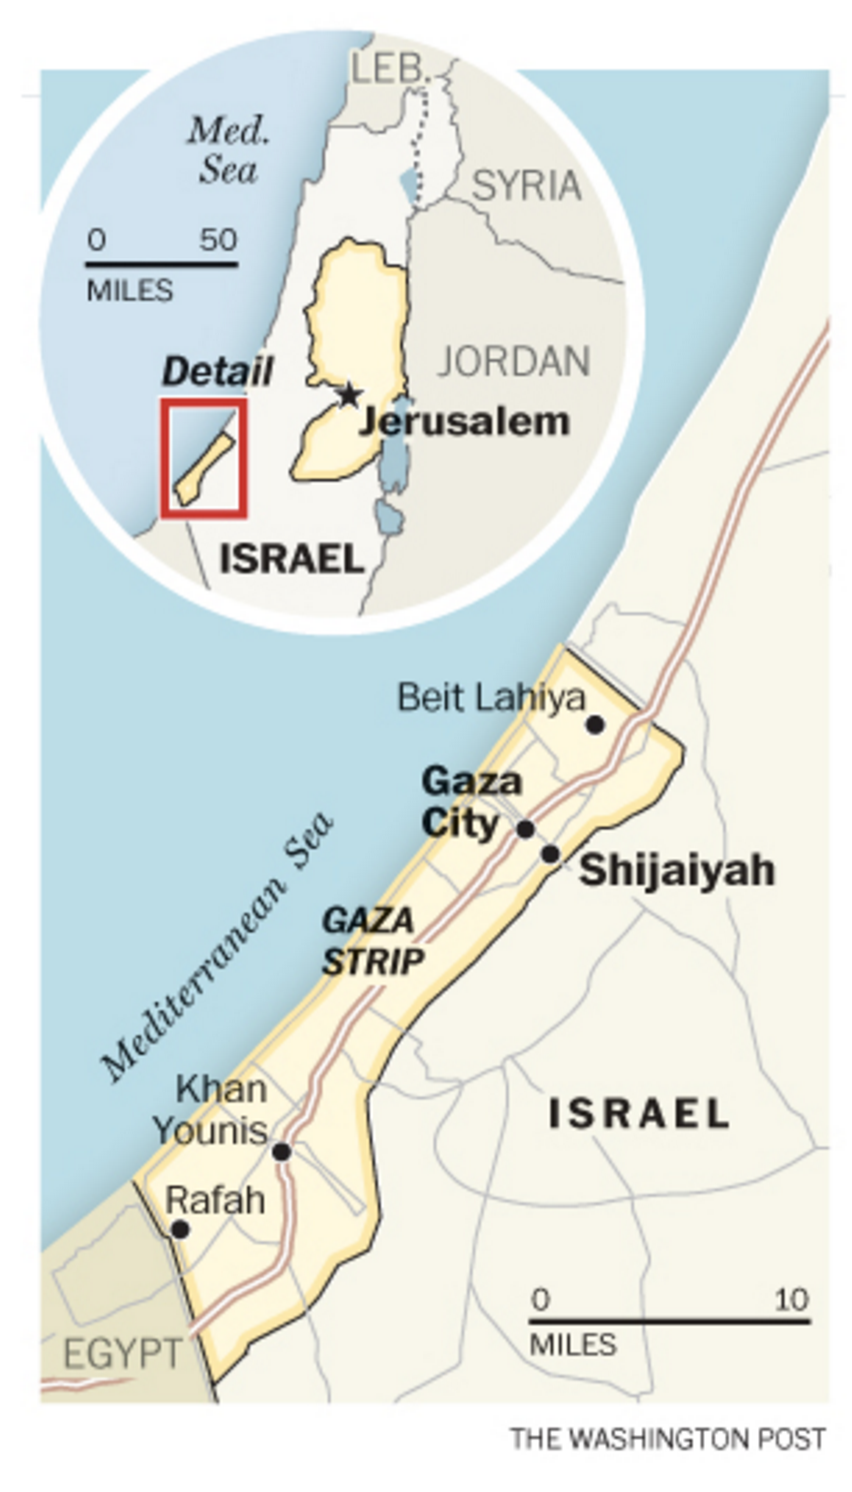 LEB.
Med.
Sea
SYRIA
0 50
MILES
JORDAN
Detail
Jerusalem
ISRAEL
Beit Lahiya
Gaza
City
Shijaiyah
Mediterranean Sea
GAZA
STRIP
Khan
Younis
ISRAEL
Rafah
0 10
MILES
EGYPT
THE WASHINGTON POST